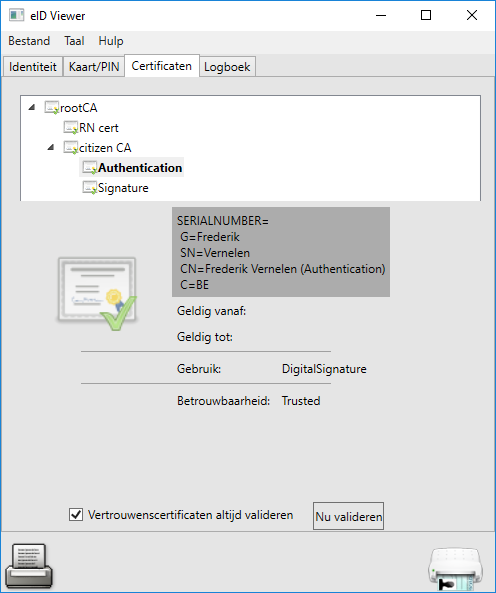 eID Viewer
Bestand Taal Hulp
Identiteit Kaart/PIN Certificaten Logboek
rootCA
RN cert
citizen CA
Authentication
Signature
SERIALNUMBER=
G=Frederik
SN=Vernelen
CN=Frederik Vernelen (Authentication)
C=BE
Geldig vanaf:
Geldig tot:
Gebruik: DigitalSignature
Betrouwbaarheid: Trusted
Vertrouwenscertificaten altijd valideren Nu valideren